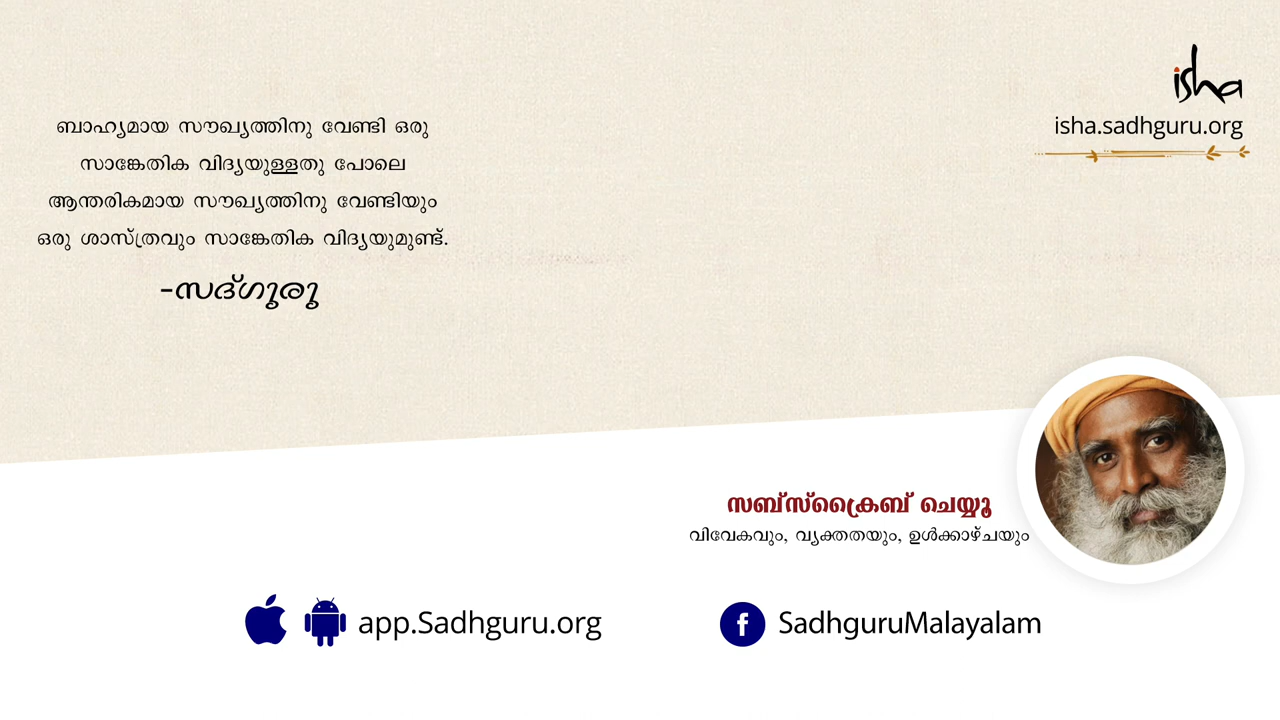 ബാഹ്യമായ സൗഖ്യത്തിനു വേണ്ടി ഒരു
സാങ്കേതിക വിദ്യയുള്ളതു പോലെ
ആന്തരികമായ സൗഖ്യത്തിനു വേണ്ടിയും
ഒരു ശാസ്ത്രവും സാങ്കേതിക വിദ്യയുമുണ്ട്.
-സദ്ഗുരു
isha
isha.sadhguru.org
സബ്സ്ക്രൈബ് ചെയ്യൂ
വിവേകവും, വ്യക്തതയും, ഉൾക്കാഴ്ചയും
app.Sadhguru.org
f SadhguruMalayalam